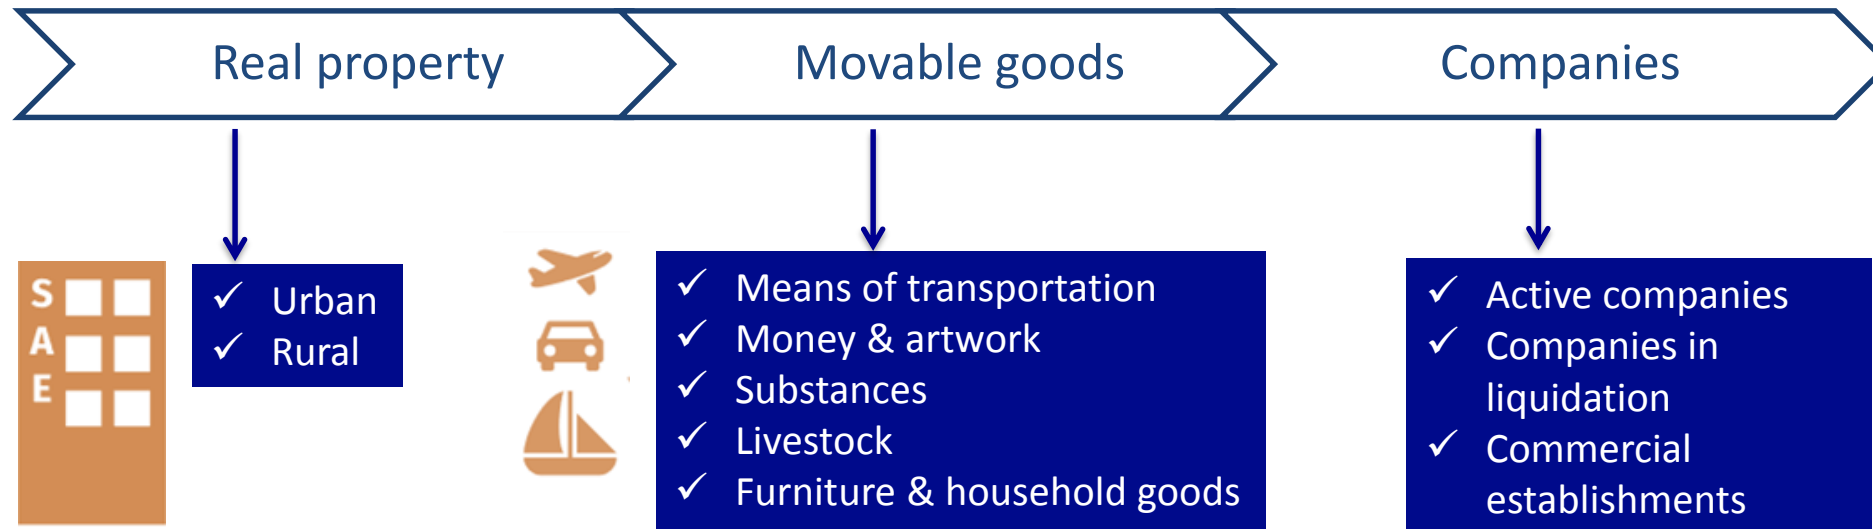 Real property
Movable goods
Companies
S
A
E
✓ Urban
✓ Rural
✓ Means of transportation
✓ Money & artwork
✓ Substances
✓ Livestock
✓ Furniture & household goods
✓ Active companies
✓ Companies in
liquidation
✓ Commercial
establishments